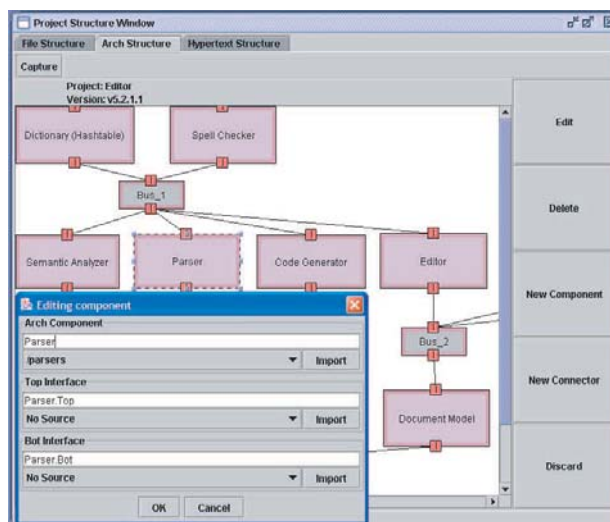 Project Structure Window
File Structure Arch Structure Hypertext Structure
Capture
Project: Editor
Version: v5.2.1.1
Dictionary (Hashtable) Spell Checker
Edit
Bus_1
Delete
Semantic Analyzer Parser Code Generator Editor
New Component
Editing component
Arch Component
Parser
/parsers Import
Bus_2
Top Interface
New Connector
Parser.Top
No Source Import
Document Model
Bot Interface
Parser.Bot
Discard
No Source Import
OK Cancel